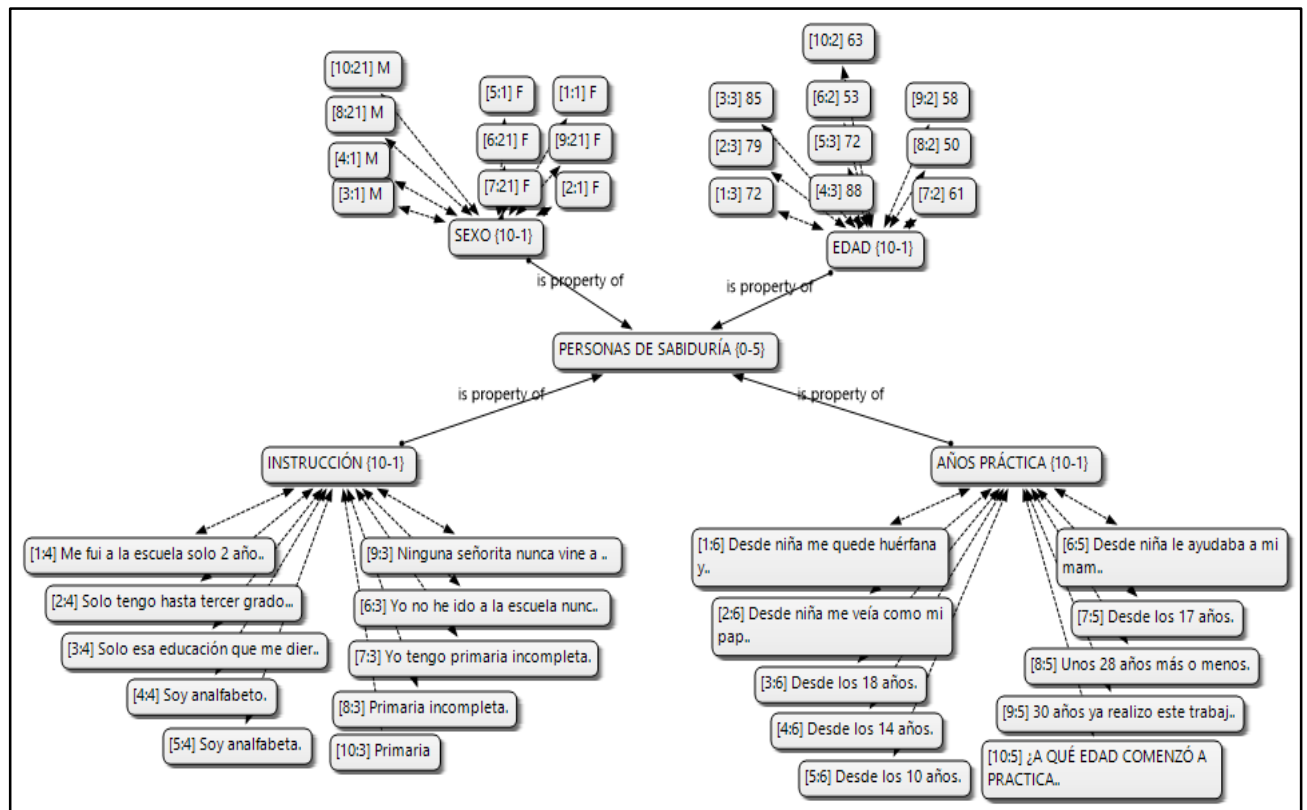 [10:21] M
[8:21] M
[4:1] M
[3:1] M
[5:1] F
[1:1] F
[6:21] F
[9:21] F
[7:21] F
[2:1] F
SEXO {10-1}
[10:2] 63
[3:3] 85
[6:2] 53
[9:2] 58
[2:3] 79
[5:3] 72
[8:2] 50
[1:3] 72
[4:3] 88
[7:2] 61
EDAD {10-1}
is property of
is property of
PERSONAS DE SABIDURÍA {0-5}
is property of
is property of
INSTRUCCIÓN {10-1}
[1:4] Me fui a la escuela solo 2 año..
[2:4] Solo tengo hasta tercer grado...
[3:4] Solo esa educación que me dier..
[4:4] Soy analfabeto.
[5:4] Soy analfabeta.
[9:3] Ninguna señorita nunca vine a ..
[6:3] Yo no he ido a la escuela nunc..
[7:3] Yo tengo primaria incompleta.
[8:3] Primaria incompleta.
[10:3] Primaria
AÑOS PRÁCTICA {10-1}
[1:6] Desde niña me quede huérfana
y..
[2:6] Desde niña me veía como mi
pap..
[3:6] Desde los 18 años.
[4:6] Desde los 14 años.
[5:6] Desde los 10 años.
[6:5] Desde niña le ayudaba a mi
mam..
[7:5] Desde los 17 años.
[8:5] Unos 28 años más o menos.
[9:5] 30 años ya realizo este trabaj..
[10:5] ¿A QUÉ EDAD COMENZÓ A
PRACTICA..